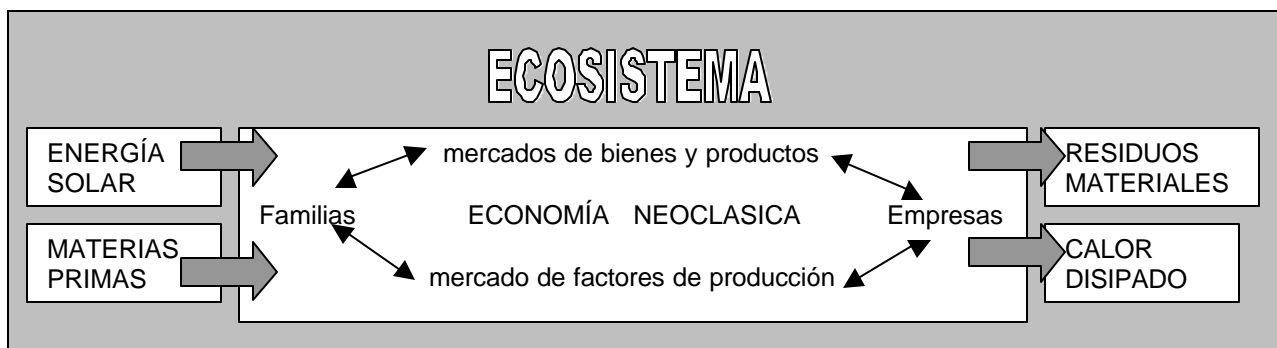 ECOSISTEMA
ENERGÍA
SOLAR
mercados de bienes y productos
RESIDUOS
MATERIALES
Familias
ECONOMÍA NEOCLASICA
Empresas
MATERIAS
PRIMAS
mercado de factores de producción
CALOR
DISIPADO